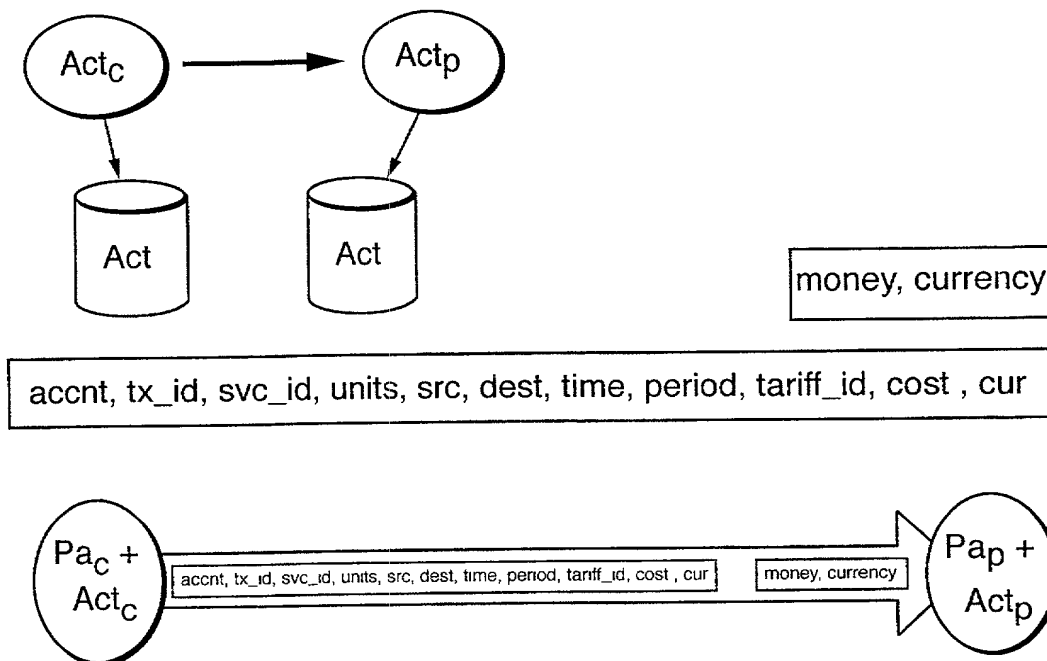 Actc
Actp
Act
Act
money, currency
accnt, tx_id, svc_id, units, src, dest, time, period, tariff_id, cost , cur
Pac +
Actc
accnt, tx_id, svc_id, units, src, dest, time, period, tariff_id, cost , cur
money, currency
Pap +
Actp